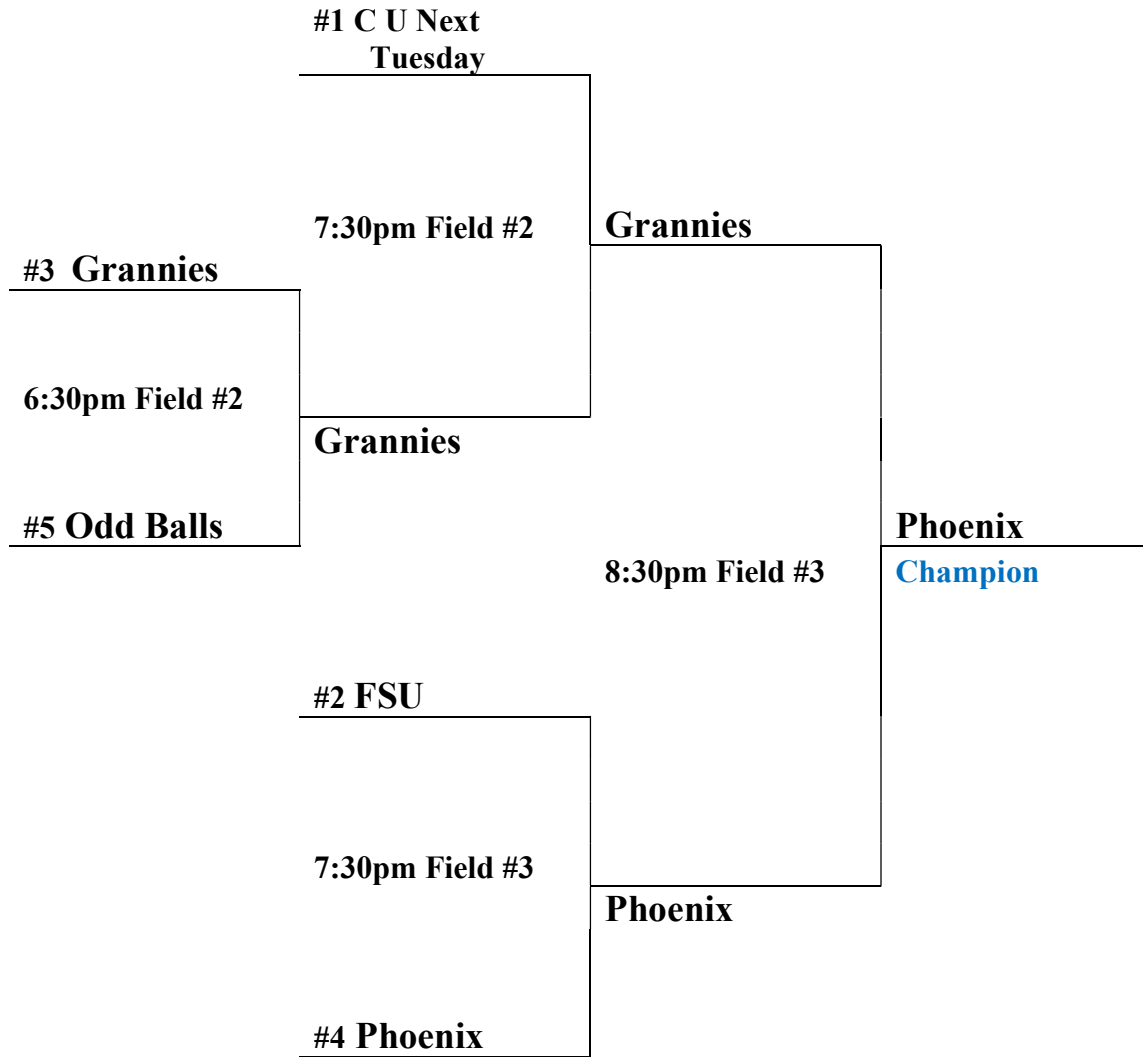 #1 C U Next
Tuesday
7:30pm Field #2
Grannies
#3 Grannies
6:30pm Field #2
Grannies
#5 Odd Balls
Phoenix
8:30pm Field #3
Champion
#2 FSU
7:30pm Field #3
Phoenix
#4 Phoenix